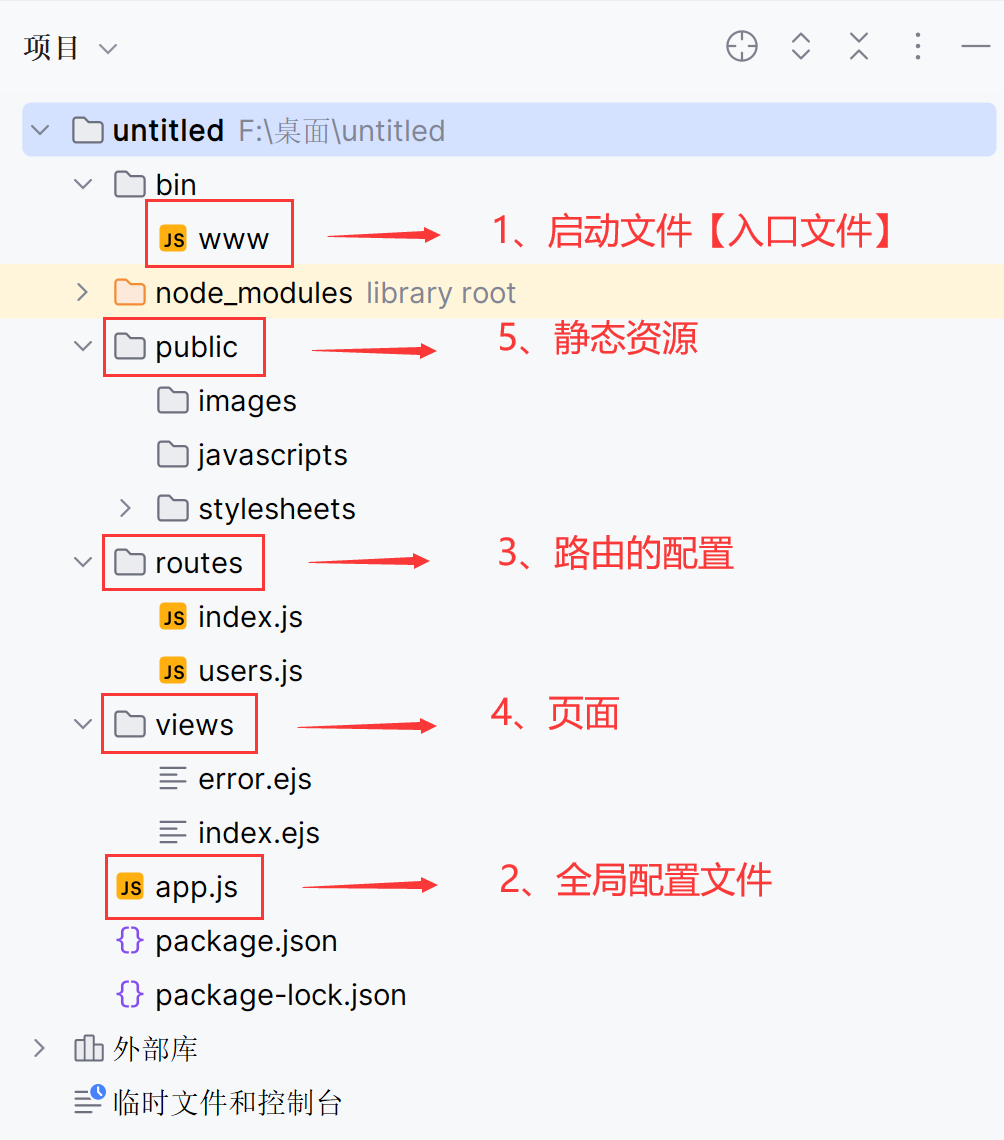 项目
untitled F:\桌面\untitled
bin
JS www 1、启动文件【入口文件】
node_modules library root
public 5、静态资源
images
javascripts
stylesheets
routes 3、路由的配置
JS index.js
JS users.js
views 4、页面
error.ejs
index.ejs
JS app.js 2、全局配置文件
{} package.json
{} package-lock.json
外部库
临时文件和控制台